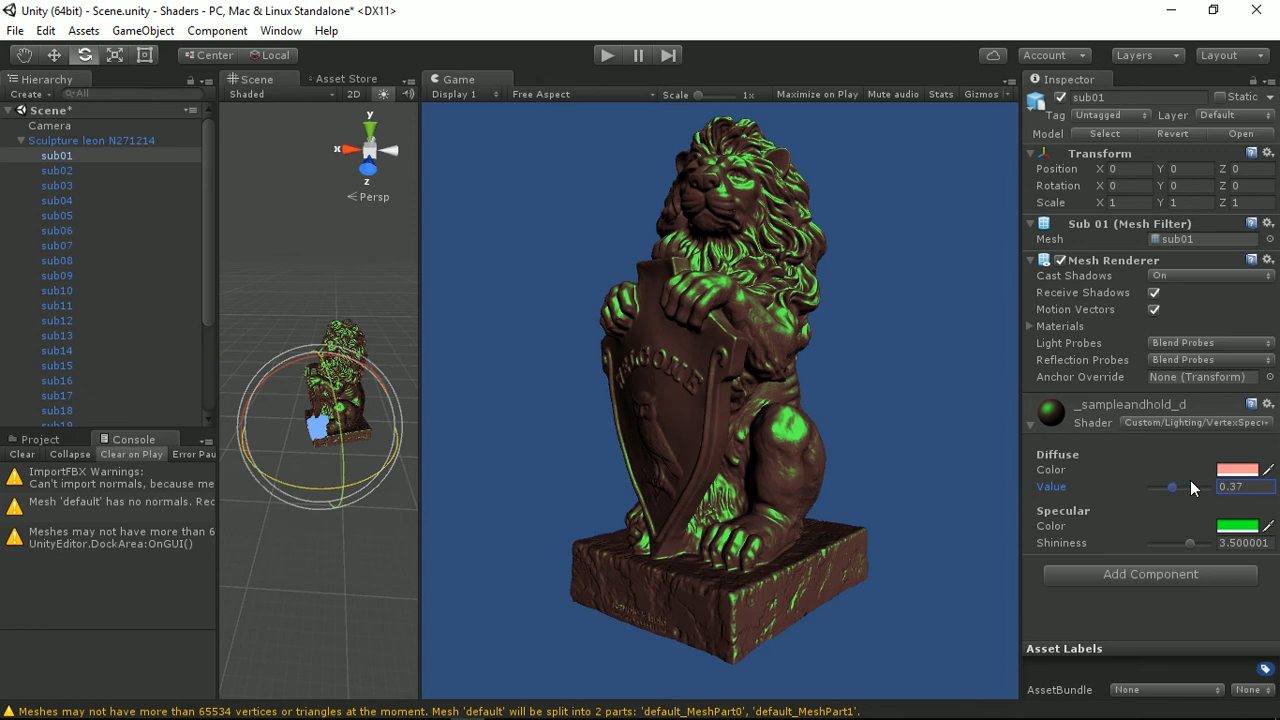 Unity (64bit) - Scene.unity - Shaders - PC, Mac & Linux Standalone* <DX11>
File Edit Assets GameObject Component Window Help
Center Local Account Layers Layout
Hierarchy
Create All
Scene*
Camera
Sculpture leon N271214
sub01
sub02
sub03
sub04
sub05
sub06
sub07
sub08
sub09
sub10
sub11
sub12
sub13
sub14
sub15
sub16
sub17
sub18
sub19
Project Console
Clear Collapse Clear on Play Error Pau
ImportFBX Warnings:
Can't import normals, because me
Mesh 'default' has no normals. Rec
Meshes may not have more than 6
UnityEditor.DockArea:OnGUI()
Scene Asset Store
Shaded 2D
y
x
z
< Persp
Game
Display 1 Free Aspect Scale 1x Maximize on Play Mute audio Stats Gizmos
WELCOME
Inspector
sub01 Static
Tag Untagged Layer Default
Model Select Revert Open
Transform
Position X 0 Y 0 Z 0
Rotation X 0 Y 0 Z 0
Scale X 1 Y 1 Z 1
Sub 01 (Mesh Filter)
Mesh sub01
Mesh Renderer
Cast Shadows On
Receive Shadows
Motion Vectors
Materials
Light Probes Blend Probes
Reflection Probes Blend Probes
Anchor Override None (Transform)
_sampleandhold_d
Shader Custom/Lighting/VertexSpeci
Diffuse
Color
Value 0.37
Specular
Color
Shininess 3.500001
Add Component
Asset Labels
AssetBundle None None
Meshes may not have more than 65534 vertices or triangles at the moment. Mesh 'default' will be split into 2 parts: 'default_MeshPart0', 'default_MeshPart1'.